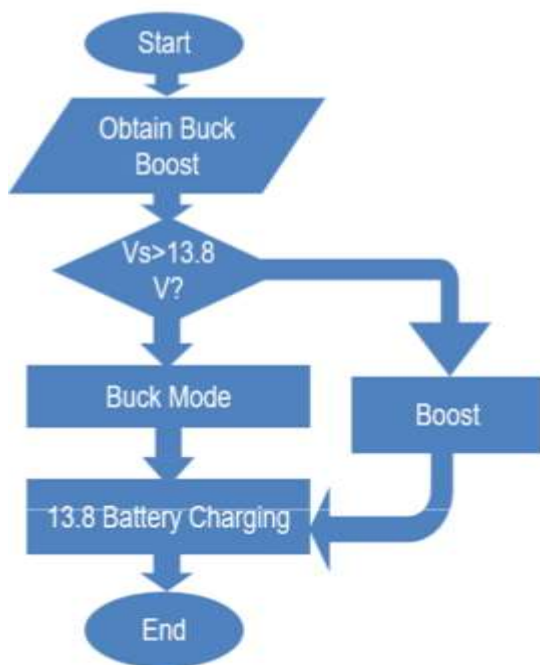 Start
Obtain Buck
Boost
Vs>13.8
V?
Buck Mode
Boost
13.8 Battery Charging
End